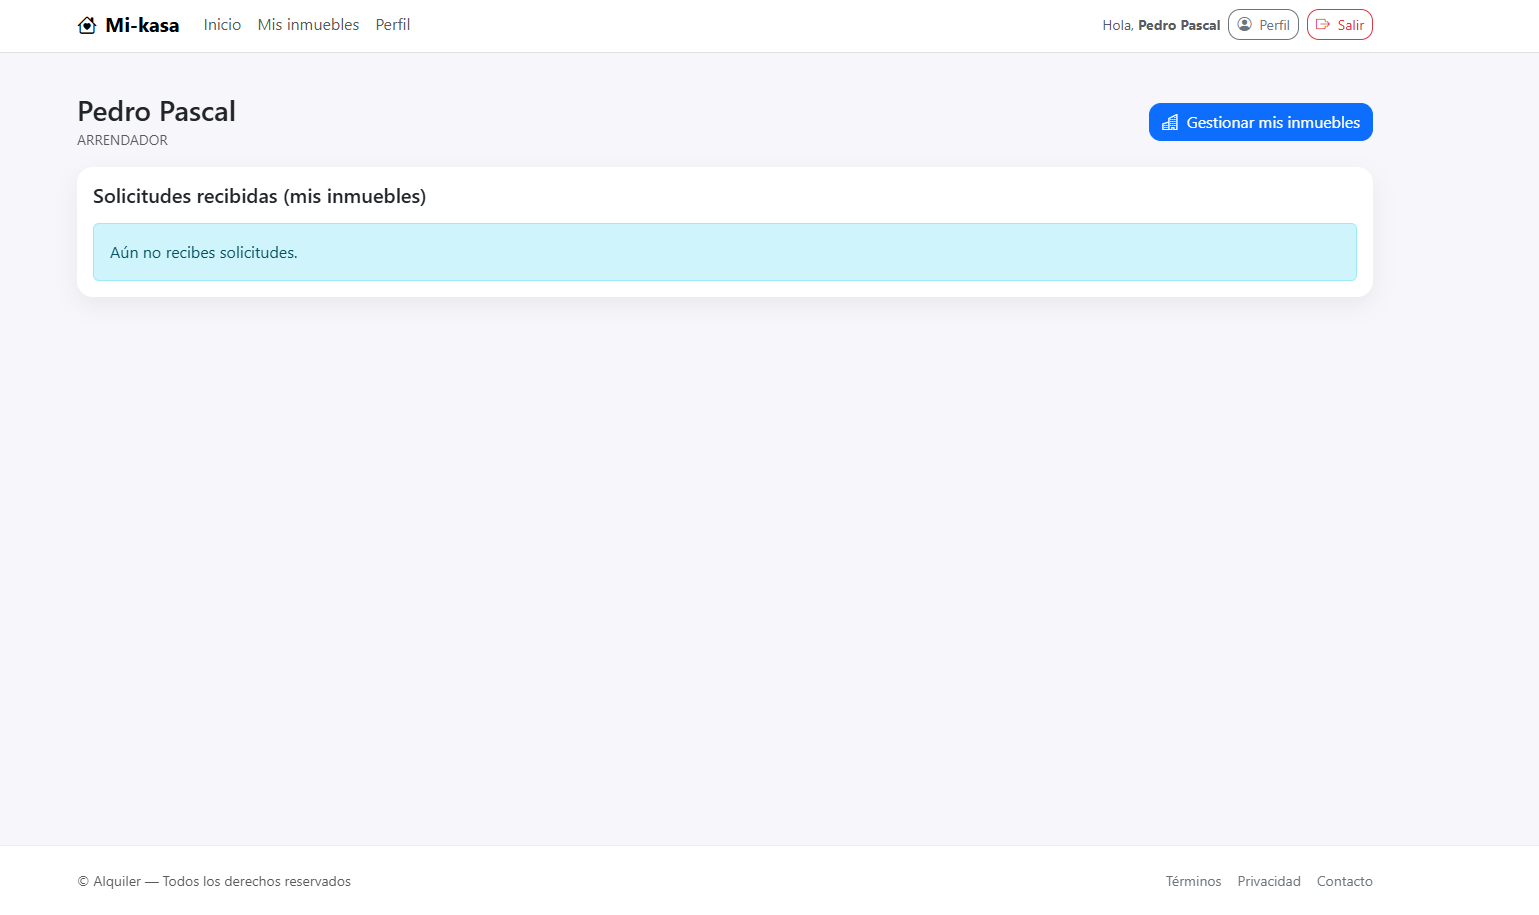 Mi-kasa Inicio Mis inmuebles Perfil Hola, Pedro Pascal Perfil Salir
Pedro Pascal
ARRENDADOR
Gestionar mis inmuebles
Solicitudes recibidas (mis inmuebles)
Aún no recibes solicitudes.
© Alquiler — Todos los derechos reservados Términos Privacidad Contacto